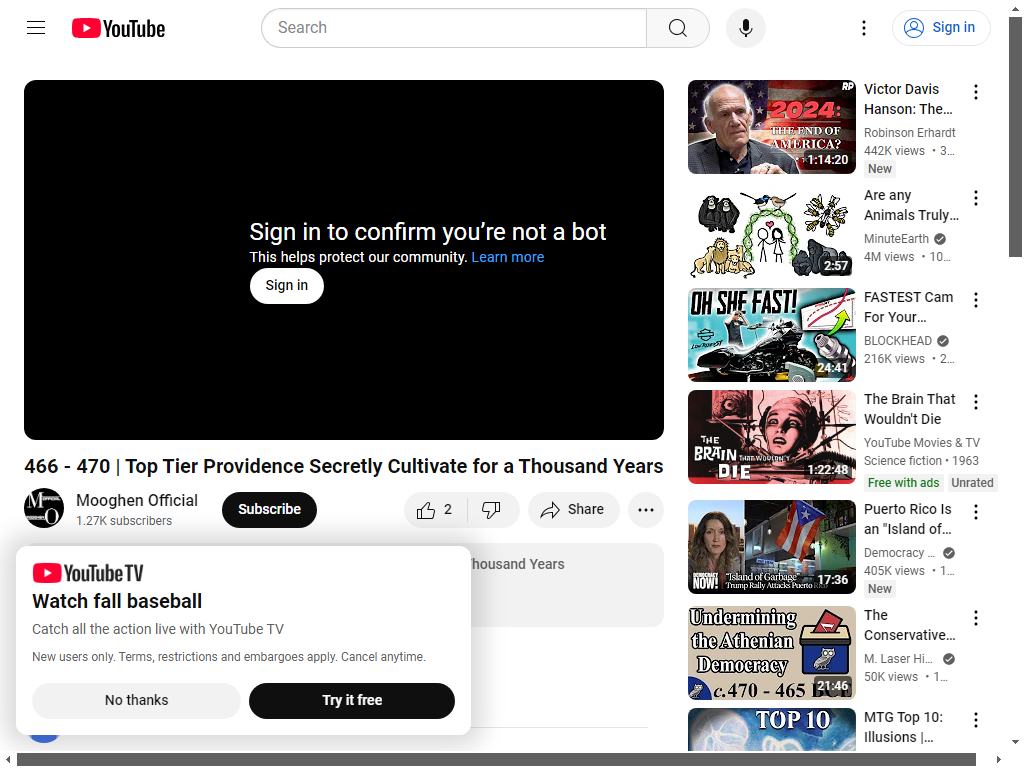 YouTube
Search
Sign in
Sign in to confirm you’re not a bot
This helps protect our community. Learn more
Sign in
466 - 470 | Top Tier Providence Secretly Cultivate for a Thousand Years
Mooghen Official
1.27K subscribers
Subscribe
2
Share
Thousand Years
YouTube TV
Watch fall baseball
Catch all the action live with YouTube TV
New users only. Terms, restrictions and embargoes apply. Cancel anytime.
No thanks
Try it free
RP
2024:
THE END OF
AMERICA?
1:14:20
Victor Davis
Hanson: The…
Robinson Erhardt
442K views • 3…
New
2:57
Are any
Animals Truly…
MinuteEarth
4M views • 10…
OH SHE FAST!
24:41
FASTEST Cam
For Your…
BLOCKHEAD
216K views • 2…
THE
BRAIN THAT
WOULDN'T
DIE
1:22:48
The Brain That
Wouldn't Die
YouTube Movies & TV
Science fiction • 1963
Free with ads
Unrated
DEMOCRACY
NOW!
"Island of Garbage"
Trump Rally Attacks Puerto Rico
17:36
Puerto Rico Is
an "Island of…
Democracy …
405K views • 1…
New
Undermining
the Athenian
Democracy
c.470 - 465 BCE
21:46
The
Conservative…
M. Laser Hi…
50K views • 1…
TOP 10
MTG Top 10:
Illusions |…